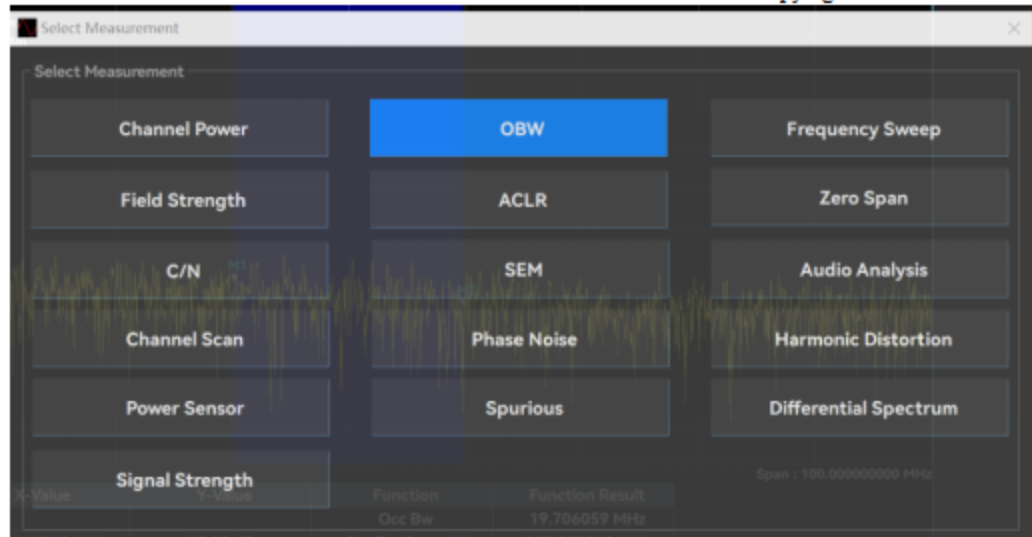 Select Measurement
Select Measurement
Channel Power OBW Frequency Sweep
Field Strength ACLR Zero Span
C/N SEM Audio Analysis
Channel Scan Phase Noise Harmonic Distortion
Power Sensor Spurious Differential Spectrum
Signal Strength
Span : 100.000000000 MHz
X-Value Y-Value Function Function Result
Occ Bw 19.706059 MHz